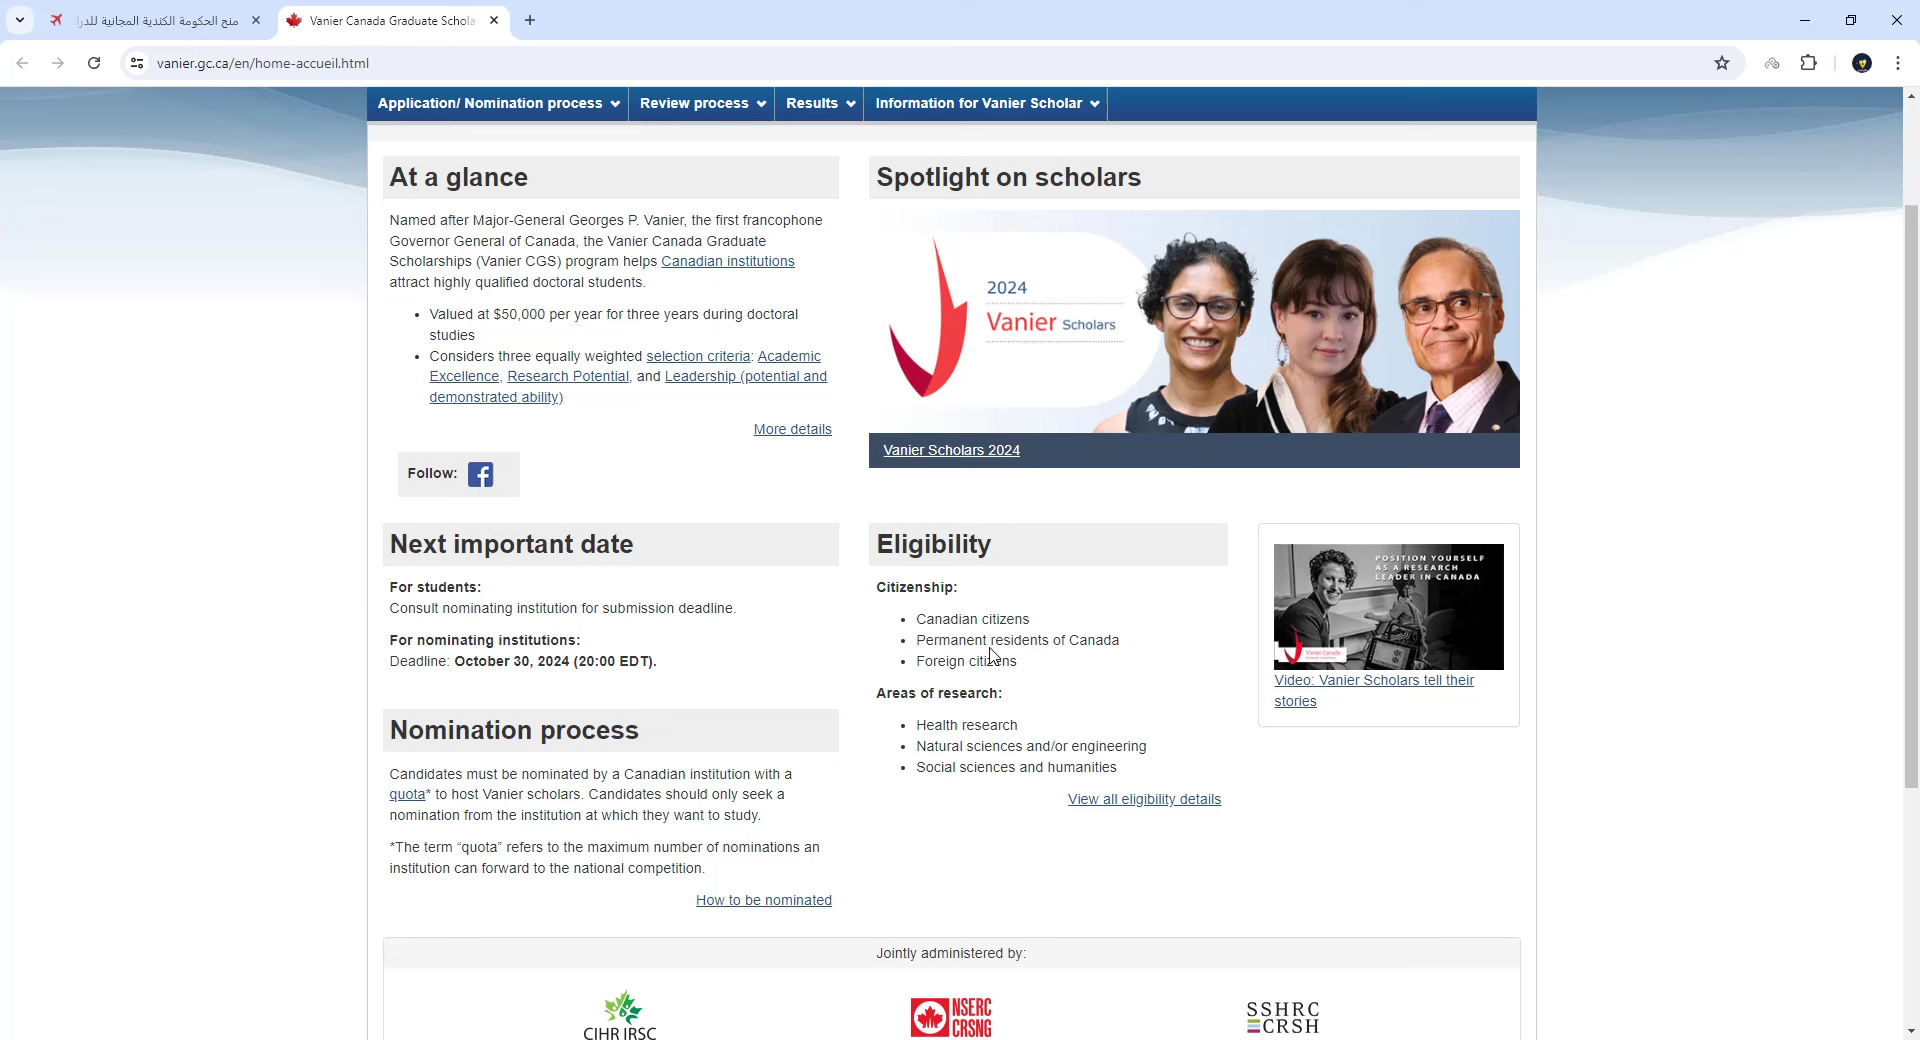 منح الحكومة الكندية المجانية للدرا
Vanier Canada Graduate Schola
vanier.gc.ca/en/home-accueil.html
Application/ Nomination process
Review process
Results
Information for Vanier Scholar
At a glance
Named after Major-General Georges P. Vanier, the first francophone
Governor General of Canada, the Vanier Canada Graduate
Scholarships (Vanier CGS) program helps Canadian institutions
attract highly qualified doctoral students.
• Valued at $50,000 per year for three years during doctoral
studies
• Considers three equally weighted selection criteria: Academic
Excellence, Research Potential, and Leadership (potential and
demonstrated ability)
More details
Follow:
Spotlight on scholars
2024
Vanier Scholars
Vanier Scholars 2024
Next important date
For students:
Consult nominating institution for submission deadline.
For nominating institutions:
Deadline: October 30, 2024 (20:00 EDT).
Nomination process
Candidates must be nominated by a Canadian institution with a
quota* to host Vanier scholars. Candidates should only seek a
nomination from the institution at which they want to study.
*The term “quota” refers to the maximum number of nominations an
institution can forward to the national competition.
How to be nominated
Eligibility
Citizenship:
• Canadian citizens
• Permanent residents of Canada
• Foreign citizens
Areas of research:
• Health research
• Natural sciences and/or engineering
• Social sciences and humanities
View all eligibility details
POSITION YOURSELF
AS A RESEARCH
LEADER IN CANADA
Video: Vanier Scholars tell their
stories
Jointly administered by:
CIHR IRSC
NSERC
CRSNG
SSHRC
CRSH